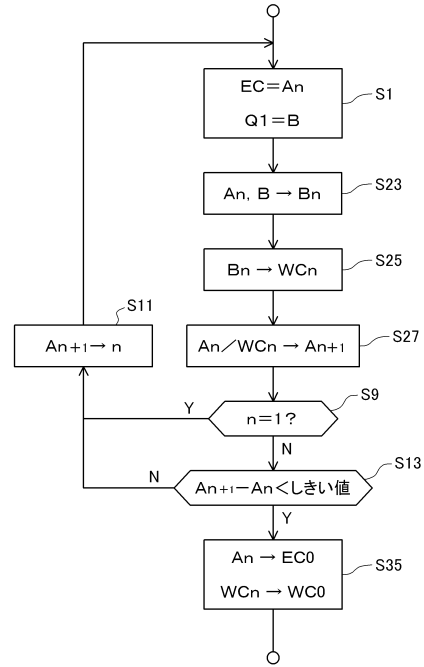 EC=An
Q1=B
S1
An, B → Bn
S23
Bn → WCn
S25
S11
An+1→ n
An／WCn → An+1
S27
S9
Y
n=1?
N
S13
N
An+1−An<しきい値
Y
An → EC0
WCn → WC0
S35